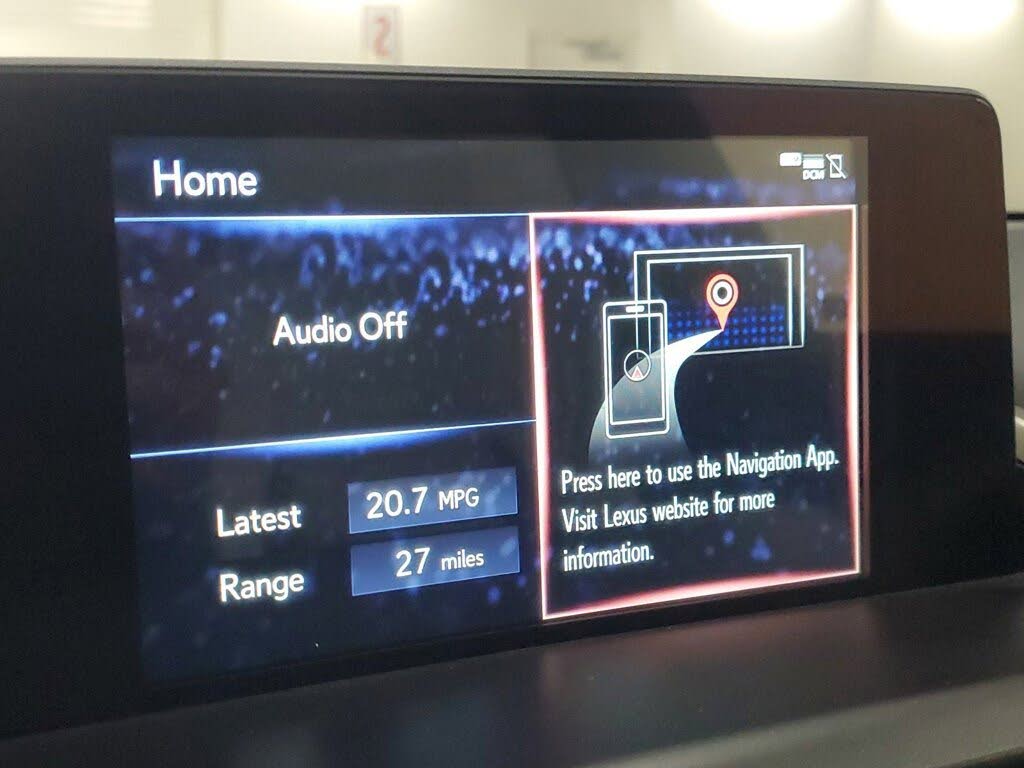 2
Home
DCM
Audio Off
Latest 20.7 MPG
Range 27 miles
Press here to use the Navigation App.
Visit Lexus website for more
information.